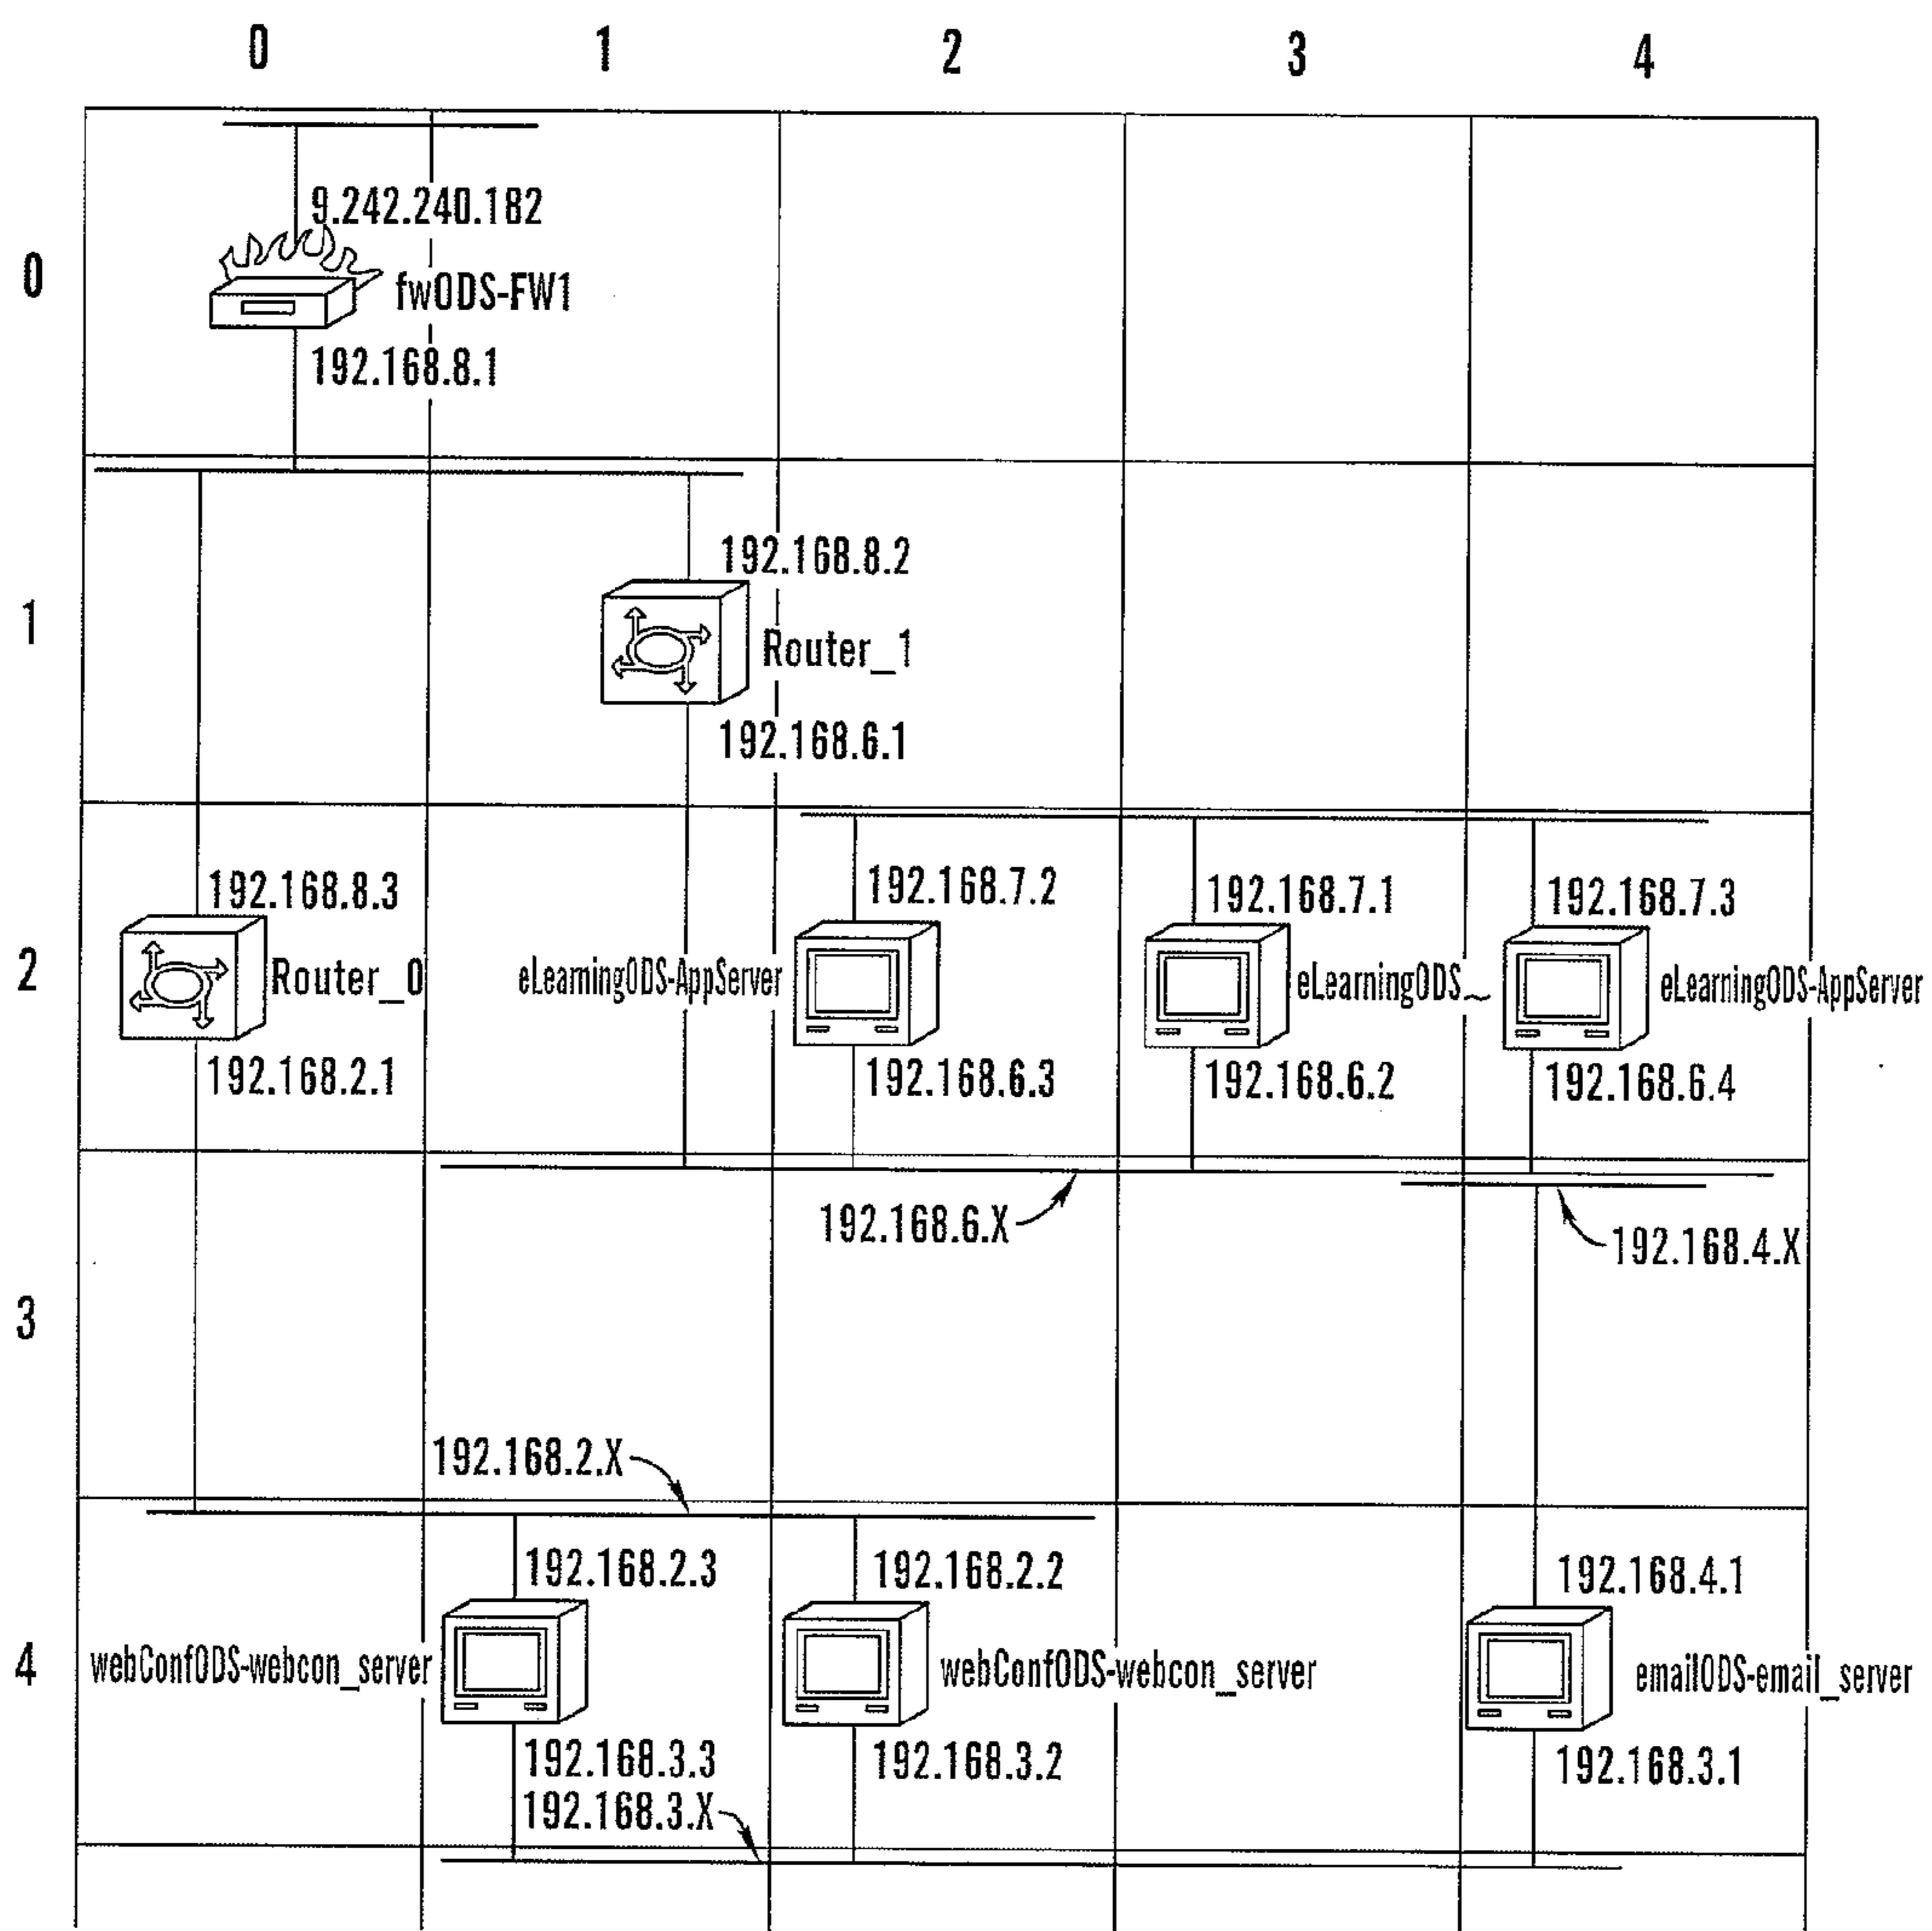 0 1 2 3 4
9.242.240.182
0
fwODS-FW1
192.168.8.1
192.168.8.2
1
Router_1
192.168.6.1
192.168.8.3
192.168.7.2
192.168.7.1
192.168.7.3
2
Router_0
eLearningODS-AppServer
eLearningODS~
eLearningODS-AppServer
192.168.2.1
192.168.6.3
192.168.6.2
192.168.6.4
192.168.6.X
192.168.4.X
3
192.168.2.X
192.168.2.3
192.168.2.2
192.168.4.1
4
webConfODS-webcon_server
webConfODS-webcon_server
emailODS-email_server
192.168.3.3
192.168.3.2
192.168.3.1
192.168.3.X